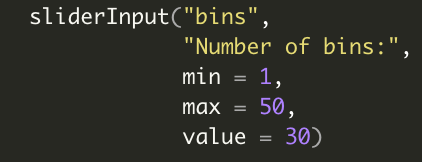 sliderInput("bins",
"Number of bins:",
min = 1,
max = 50,
value = 30)